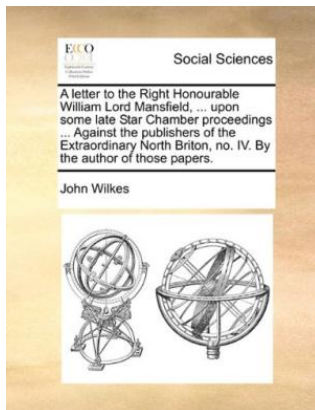 ECCO
Social Sciences
A letter to the Right Honourable
William Lord Mansfield, ... upon
some late Star Chamber proceedings
... Against the publishers of the
Extraordinary North Briton, no. IV. By
the author of those papers.
John Wilkes